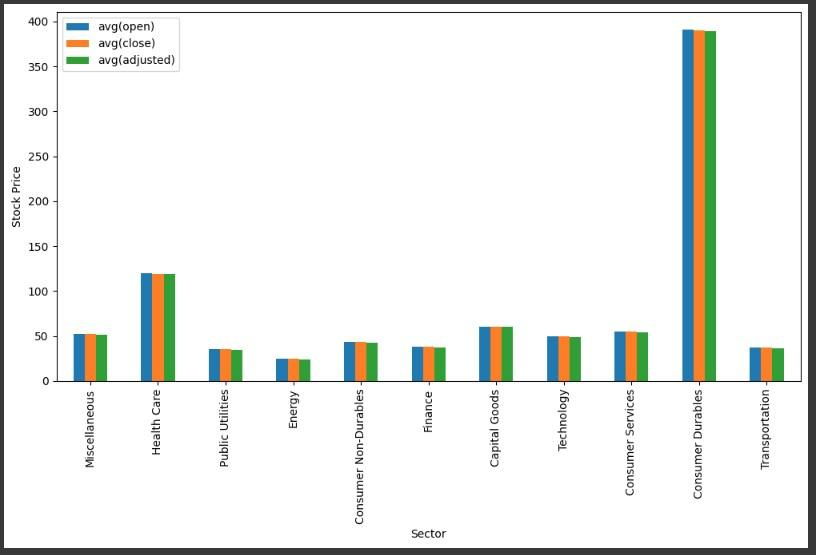 avg(open)
avg(close)
avg(adjusted)
400
350
300
250
200
150
100
50
0
Stock Price
Miscellaneous
Health Care
Public Utilities
Energy
Consumer Non-Durables
Finance
Capital Goods
Technology
Consumer Services
Consumer Durables
Transportation
Sector